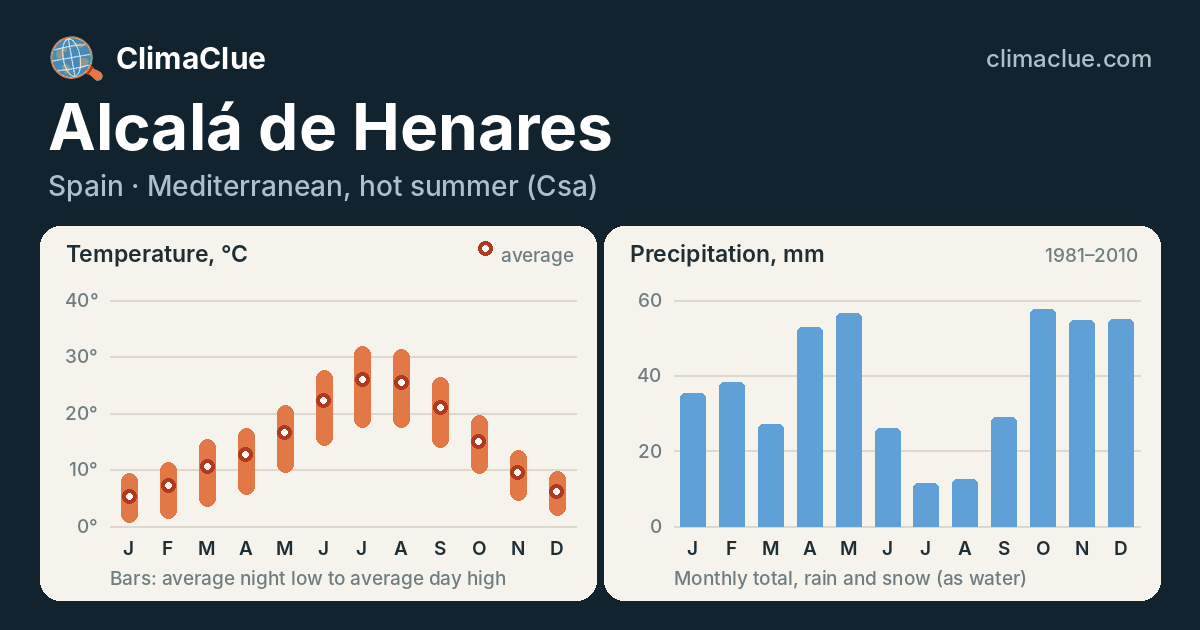 ClimaClue
climaclue.com
Alcalá de Henares
Spain · Mediterranean, hot summer (Csa)
Temperature, °C
average
40°
30°
20°
10°
0°
J F M A M J J A S O N D
Bars: average night low to average day high
Precipitation, mm
1981–2010
60
40
20
0
J F M A M J J A S O N D
Monthly total, rain and snow (as water)